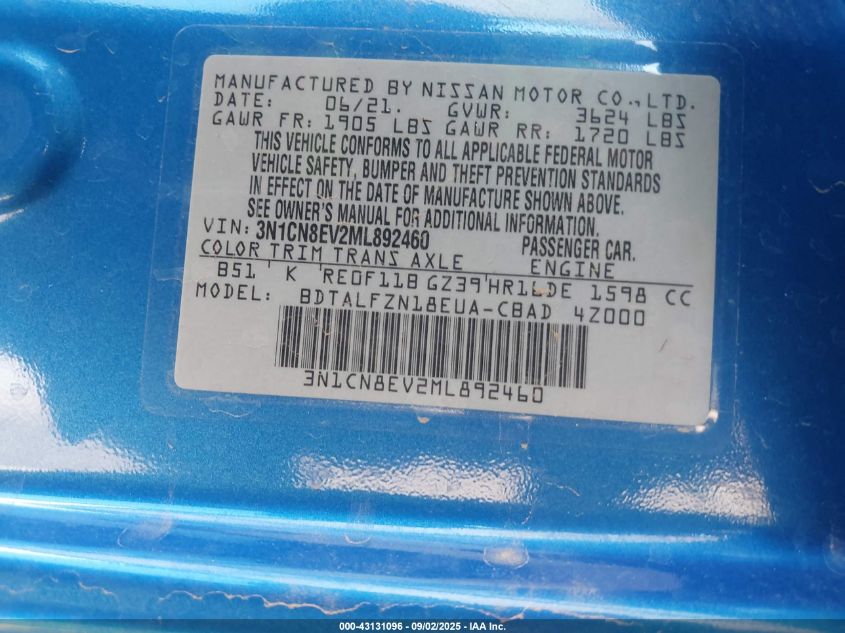 MANUFACTURED BY NISSAN MOTOR CO., LTD.
DATE: 06/21. GVWR: 3624 LBS
GAWR FR: 1905 LBS GAWR RR: 1720 LBS
THIS VEHICLE CONFORMS TO ALL APPLICABLE FEDERAL MOTOR
VEHICLE SAFETY, BUMPER AND THEFT PREVENTION STANDARDS
IN EFFECT ON THE DATE OF MANUFACTURE SHOWN ABOVE.
SEE OWNER'S MANUAL FOR ADDITIONAL INFORMATION.
VIN: 3N1CN8EV2ML892460 PASSENGER CAR.
COLOR TRIM TRANS AXLE ENGINE
B51 K RE0F11B GZ39 HR16DE 1598 CC
MODEL: BDTALFZN18EUA-CBAD 4Z000
3N1CN8EV2ML892460
000-43131096 - 09/02/2025 - IAA Inc.